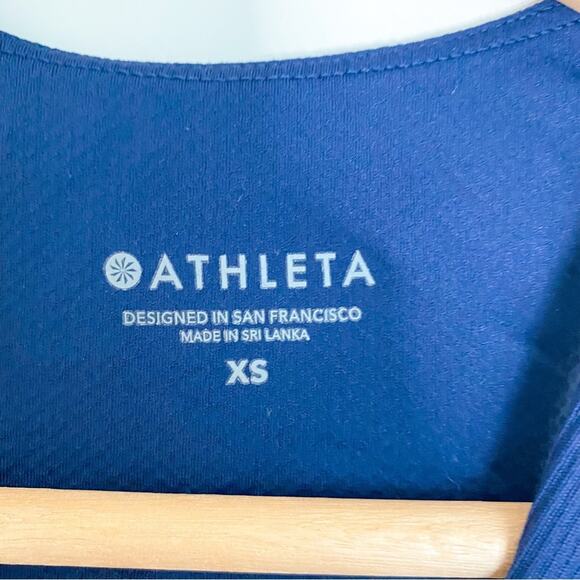 ATHLETA
DESIGNED IN SAN FRANCISCO
MADE IN SRI LANKA
XS